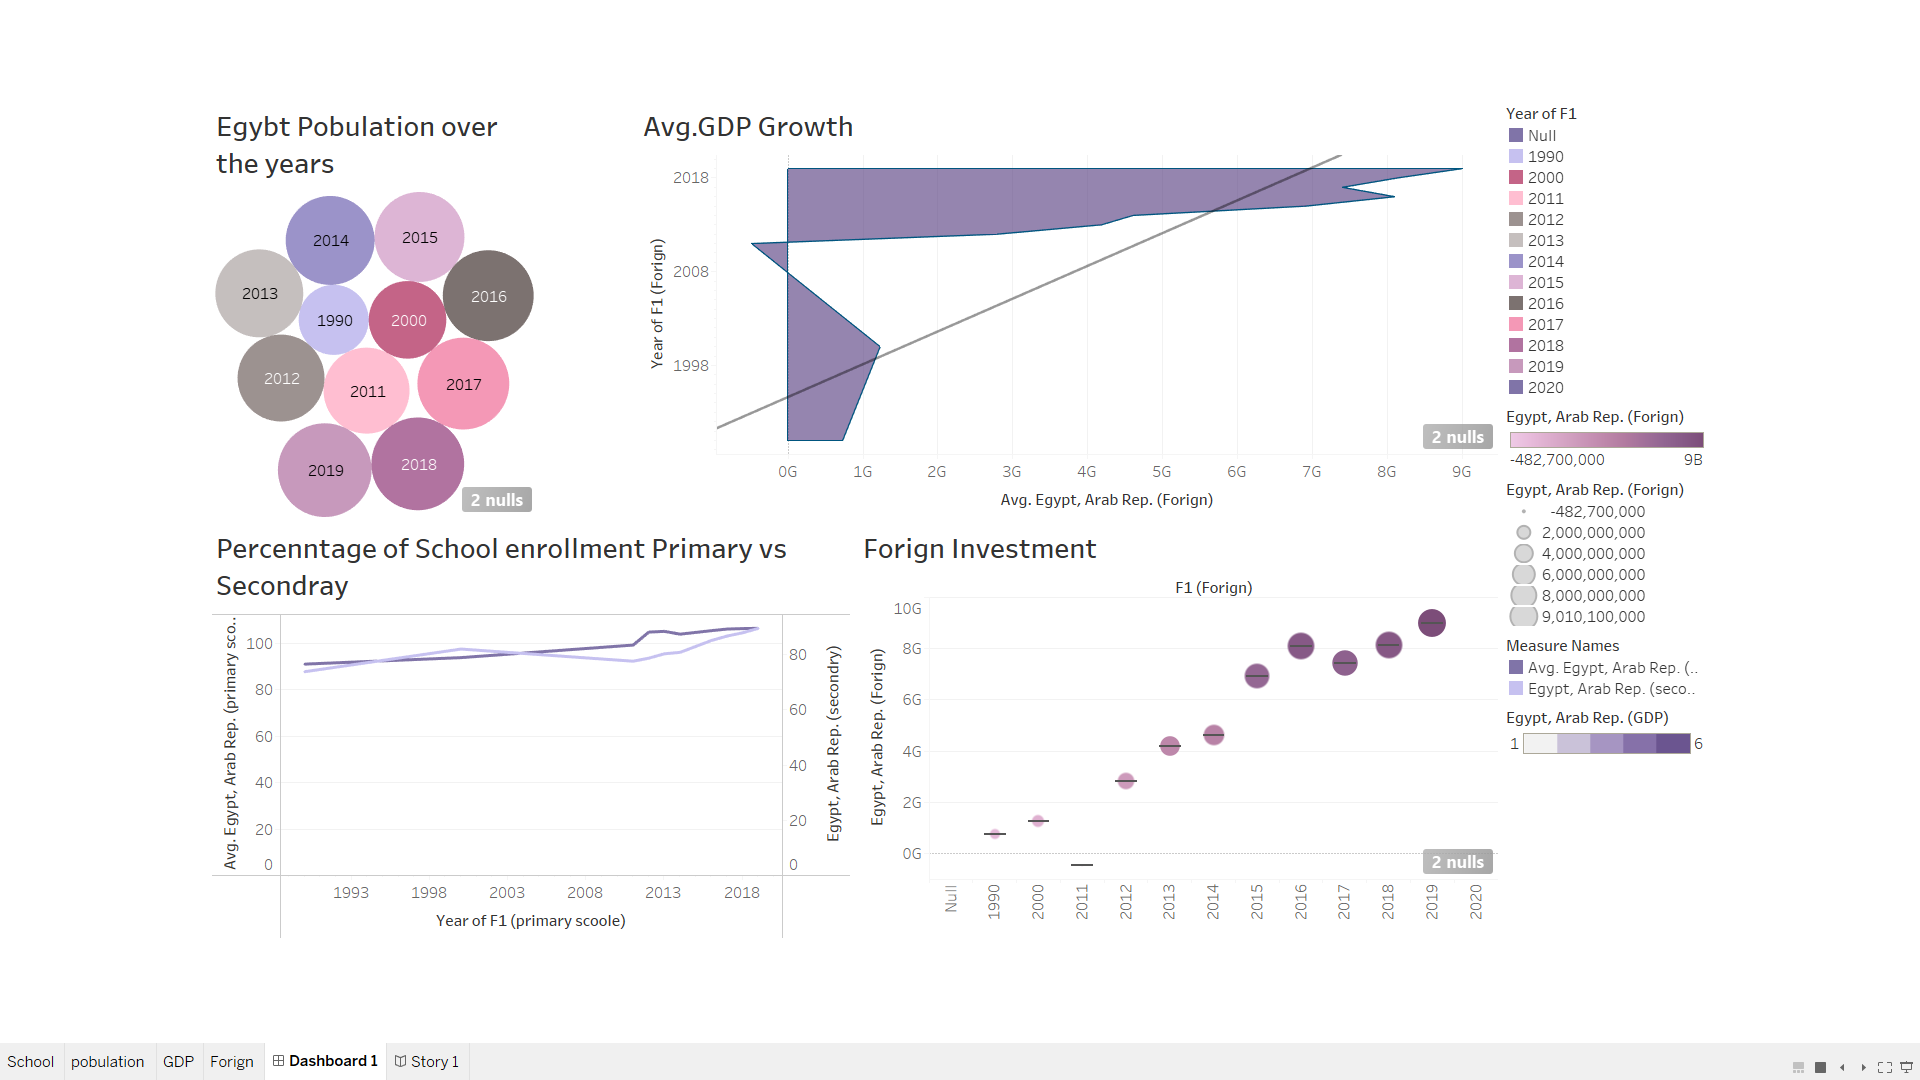 Egybt Pobulation over
the years
2014
2015
2013
2016
1990
2000
2012
2011
2017
2019
2018
2 nulls
Avg.GDP Growth
Year of F1 (Forign)
2018
2008
1998
2 nulls
0G
1G
2G
3G
4G
5G
6G
7G
8G
9G
Avg. Egypt, Arab Rep. (Forign)
Percenntage of School enrollment Primary vs
Secondray
Avg. Egypt, Arab Rep. (primary sco..
100
80
60
40
20
0
80
60
40
20
0
Egypt, Arab Rep. (secondry)
1993
1998
2003
2008
2013
2018
Year of F1 (primary scoole)
Forign Investment
F1 (Forign)
Egypt, Arab Rep. (Forign)
10G
8G
6G
4G
2G
0G
2 nulls
Null
1990
2000
2011
2012
2013
2014
2015
2016
2017
2018
2019
2020
Year of F1
Null
1990
2000
2011
2012
2013
2014
2015
2016
2017
2018
2019
2020
Egypt, Arab Rep. (Forign)
-482,700,000 9B
Egypt, Arab Rep. (Forign)
-482,700,000
2,000,000,000
4,000,000,000
6,000,000,000
8,000,000,000
9,010,100,000
Measure Names
Avg. Egypt, Arab Rep. (..
Egypt, Arab Rep. (seco..
Egypt, Arab Rep. (GDP)
1 6
School pobulation GDP Forign Dashboard 1 Story 1